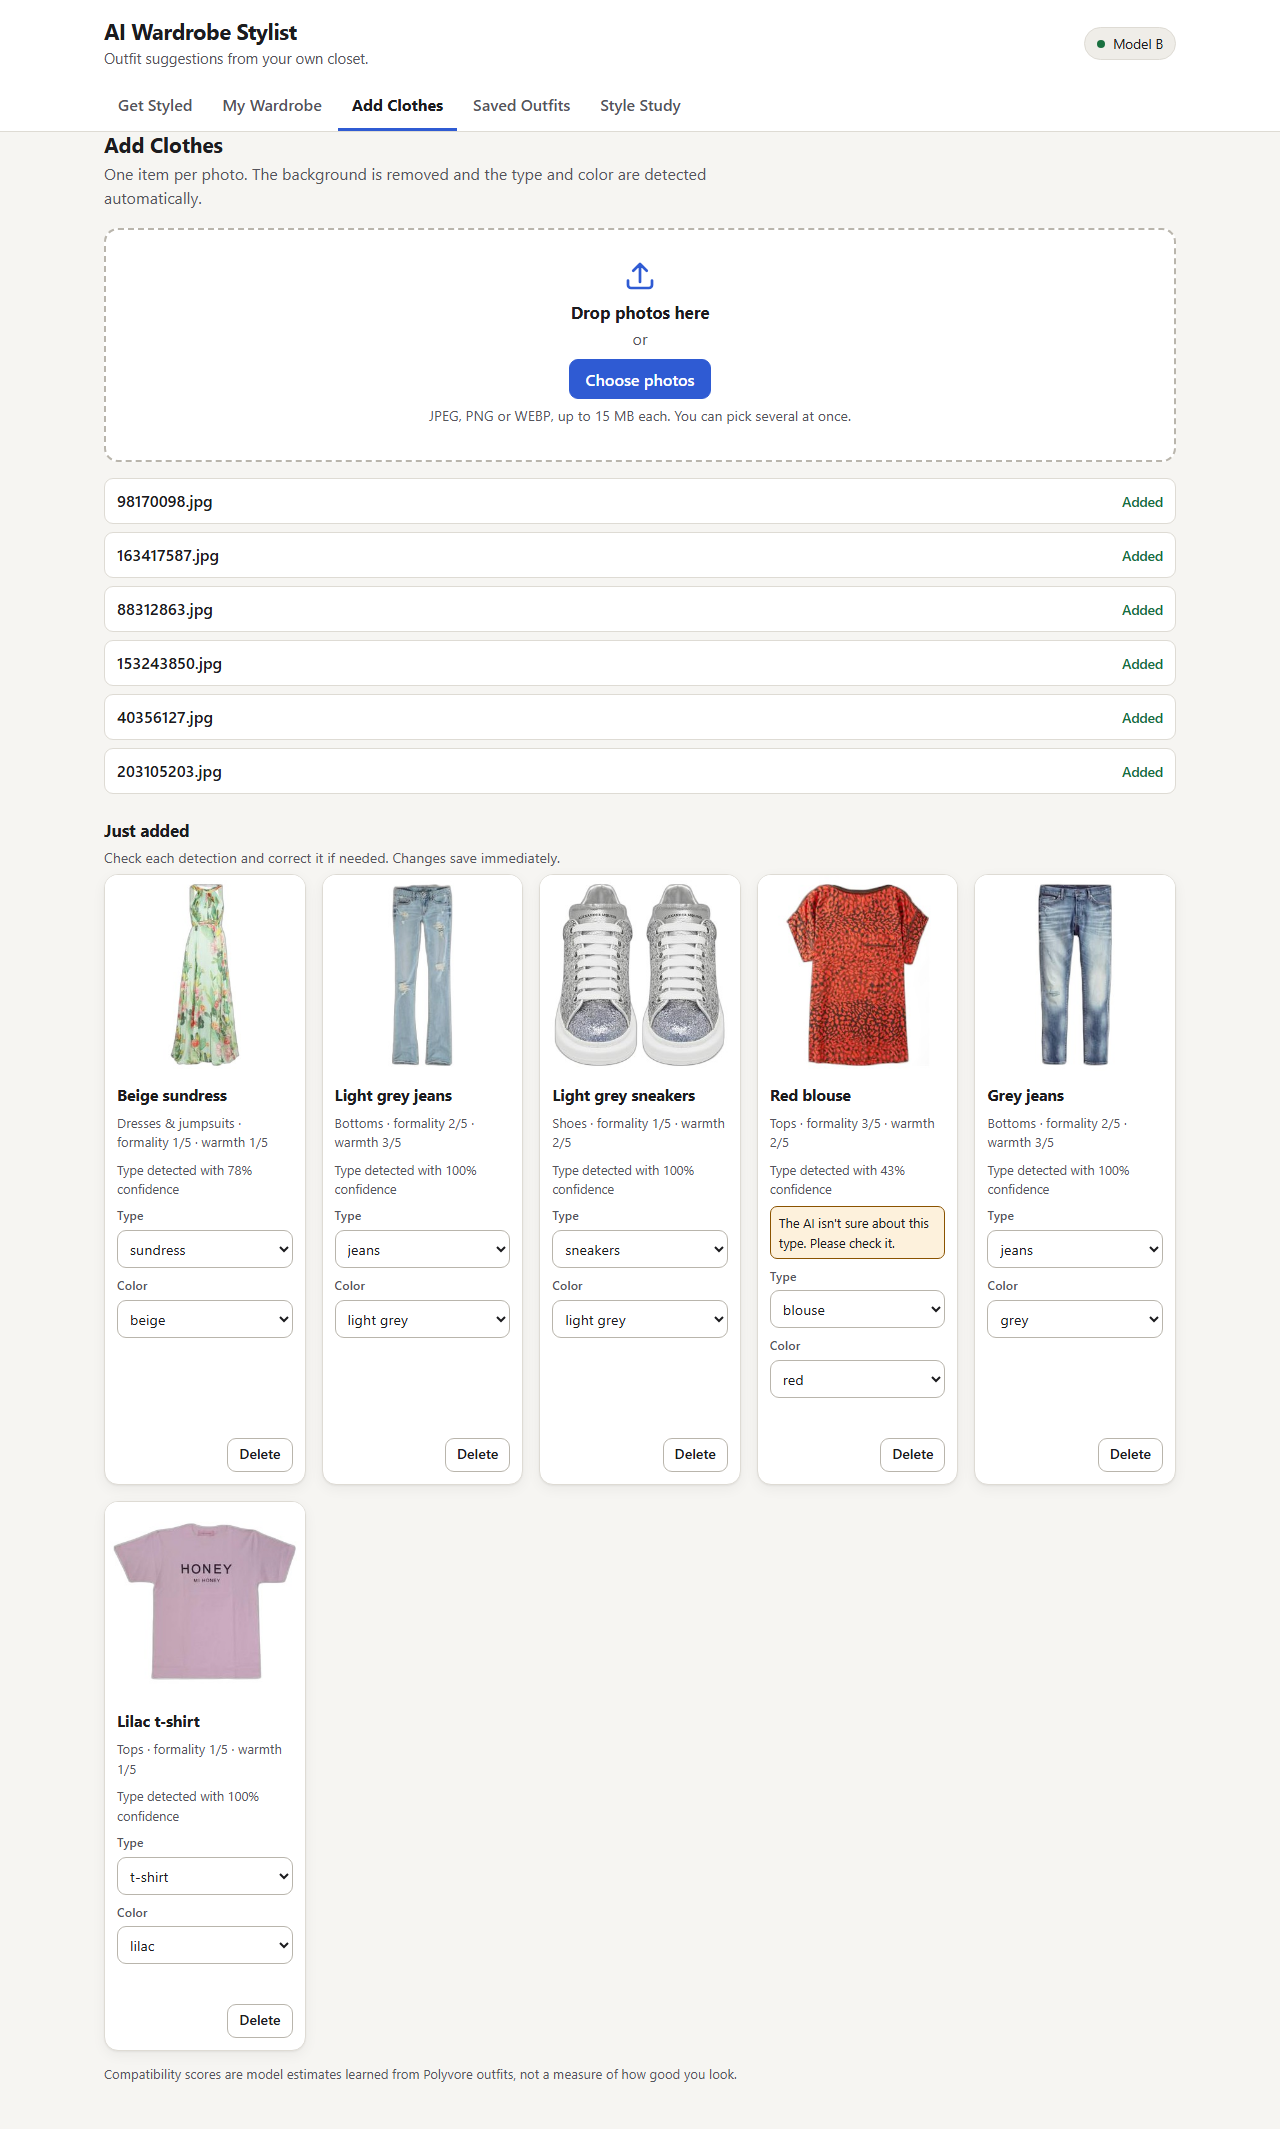 AI Wardrobe Stylist
Outfit suggestions from your own closet.
Model B
Get Styled
My Wardrobe
Add Clothes
Saved Outfits
Style Study
Add Clothes
One item per photo. The background is removed and the type and color are detected
automatically.
Drop photos here
or
Choose photos
JPEG, PNG or WEBP, up to 15 MB each. You can pick several at once.
98170098.jpg
Added
163417587.jpg
Added
88312863.jpg
Added
153243850.jpg
Added
40356127.jpg
Added
203105203.jpg
Added
Just added
Check each detection and correct it if needed. Changes save immediately.
Beige sundress
Dresses & jumpsuits ·
formality 1/5 · warmth 1/5
Type detected with 78%
confidence
Type
sundress
Color
beige
Delete
Light grey jeans
Bottoms · formality 2/5 ·
warmth 3/5
Type detected with 100%
confidence
Type
jeans
Color
light grey
Delete
Light grey sneakers
Shoes · formality 1/5 · warmth
2/5
Type detected with 100%
confidence
Type
sneakers
Color
light grey
Delete
Red blouse
Tops · formality 3/5 · warmth
2/5
Type detected with 43%
confidence
The AI isn't sure about this
type. Please check it.
Type
blouse
Color
red
Delete
Grey jeans
Bottoms · formality 2/5 ·
warmth 3/5
Type detected with 100%
confidence
Type
jeans
Color
grey
Delete
HONEY
Lilac t-shirt
Tops · formality 1/5 · warmth
1/5
Type detected with 100%
confidence
Type
t-shirt
Color
lilac
Delete
Compatibility scores are model estimates learned from Polyvore outfits, not a measure of how good you look.